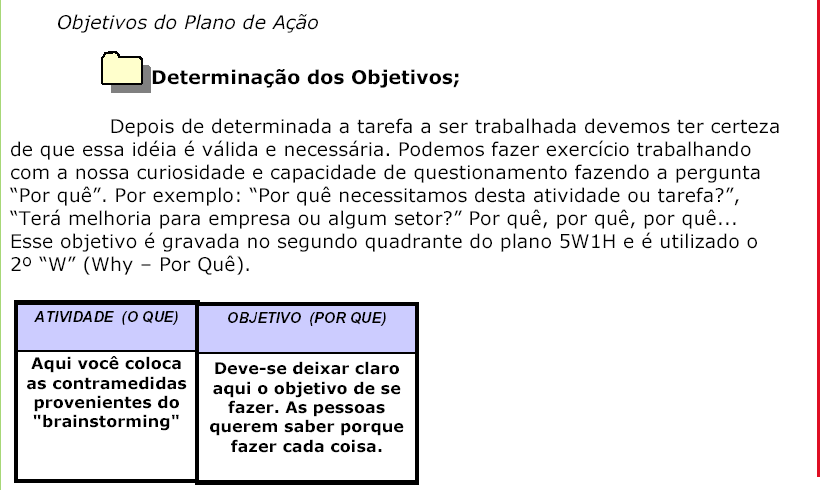 Objetivos do Plano de Ação
Determinação dos Objetivos;
Depois de determinada a tarefa a ser trabalhada devemos ter certeza
de que essa idéia é válida e necessária. Podemos fazer exercício trabalhando
com a nossa curiosidade e capacidade de questionamento fazendo a pergunta
“Por quê”. Por exemplo: “Por quê necessitamos desta atividade ou tarefa?”,
“Terá melhoria para empresa ou algum setor?” Por quê, por quê, por quê...
Esse objetivo é gravada no segundo quadrante do plano 5W1H e é utilizado o
2º “W” (Why – Por Quê).
ATIVIDADE (O QUE)
Aqui você coloca
as contramedidas
provenientes do
"brainstorming"
OBJETIVO (POR QUE)
Deve-se deixar claro
aqui o objetivo de se
fazer. As pessoas
querem saber porque
fazer cada coisa.